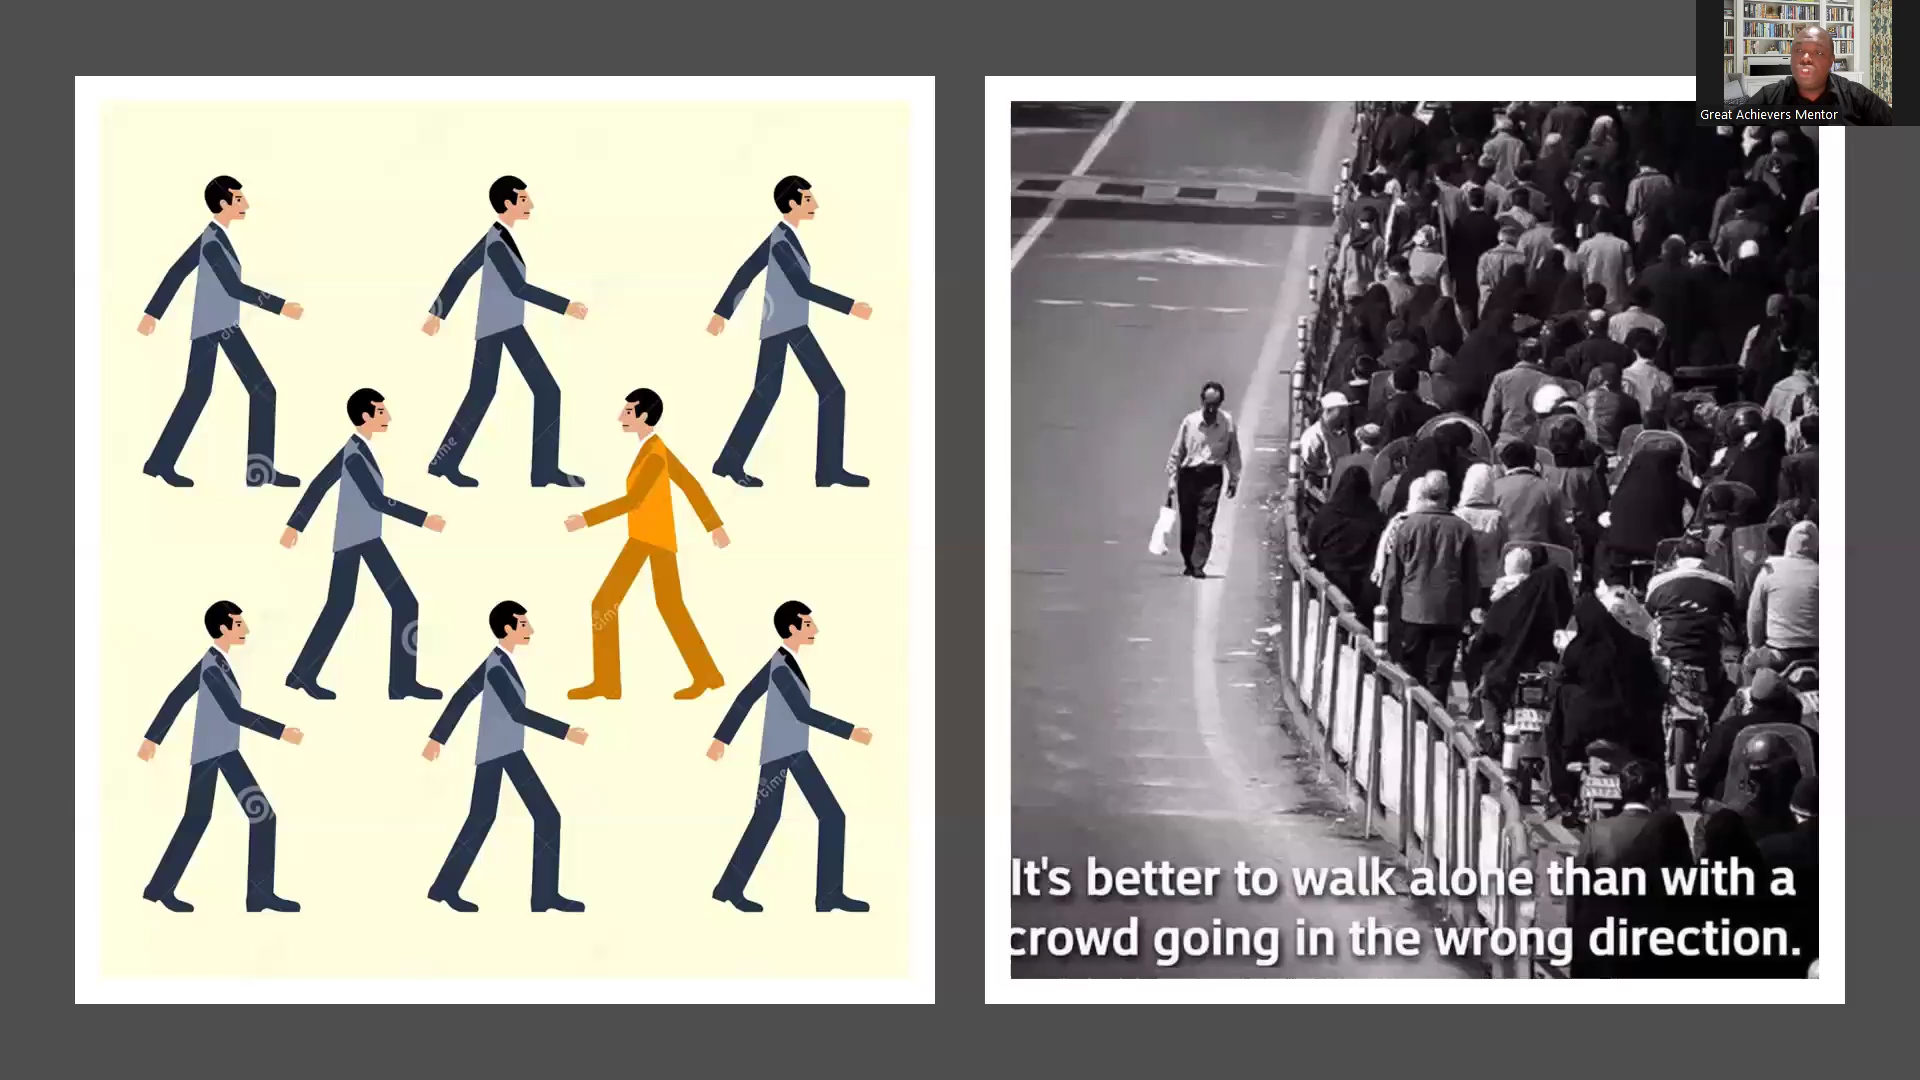 Great Achievers Mentor
It's better to walk alone than with a
crowd going in the wrong direction.